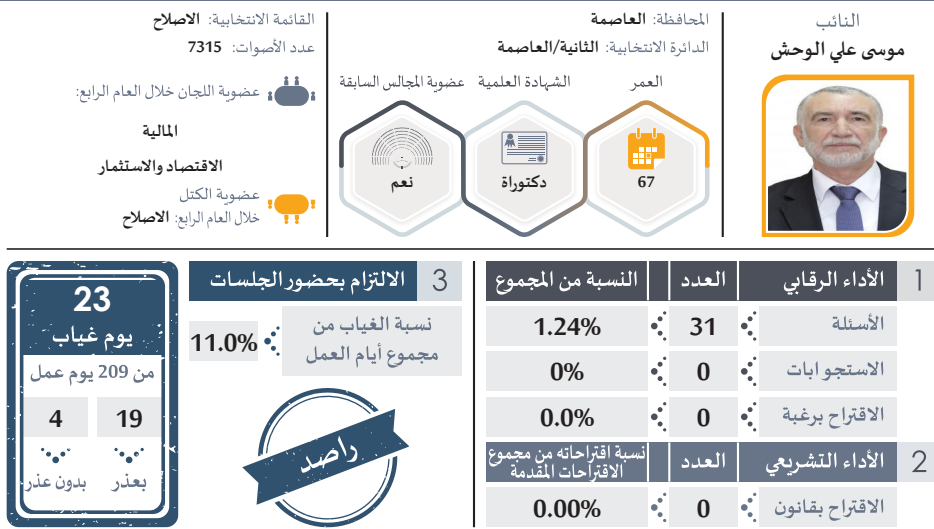 النائب
موسى علي الوحش
المحافظة: العاصمة
الدائرة الانتخابية: الثانية/العاصمة
العمر
67
الشهادة العلمية
دكتوراة
عضوية المجالس السابقة
نعم
القائمة الانتخابية: الاصلاح
عدد الأصوات: 7315
عضوية اللجان خلال العام الرابع:
المالية
الاقتصاد والاستثمار
عضوية الكتل
خلال العام الرابع: الاصلاح
1 الأداء الرقابي العدد النسبة من المجموع
الأسئلة 31 1.24%
الاستجوابات 0 0%
الاقتراح برغبة 0 0.0%
2 الأداء التشريعي العدد نسبة اقتراحاته من مجموع
الاقتراحات المقدمة
الاقتراح بقانون 0 0.00%
3 الالتزام بحضور الجلسات
نسبة الغياب من
مجموع أيام العمل
11.0%
راصد
23
يوم غياب
من 209 يوم عمل
19 4
بعذر بدون عذر